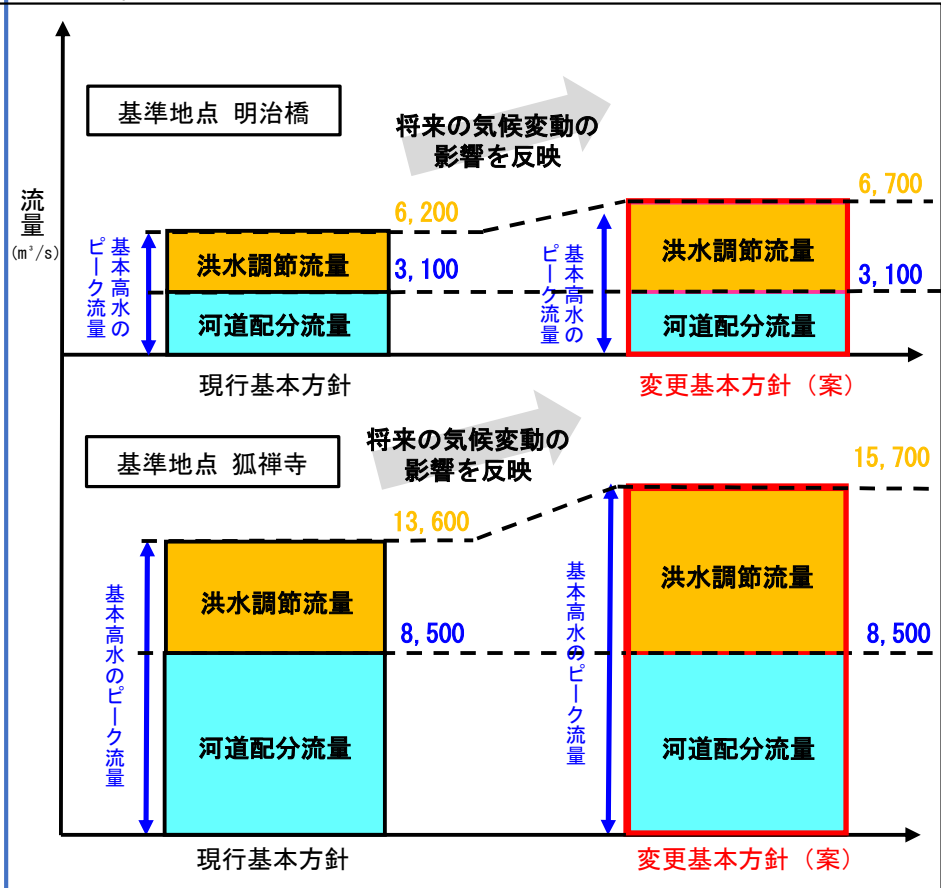 流量
(m³/s)
基準地点 明治橋
将来の気候変動の
影響を反映
6,200
3,100
基本高水の
ピーク流量
洪水調節流量
河道配分流量
現行基本方針
6,700
3,100
基本高水の
ピーク流量
洪水調節流量
河道配分流量
変更基本方針（案）
基準地点 狐禅寺
将来の気候変動の
影響を反映
13,600
8,500
基本高水のピーク流量
洪水調節流量
河道配分流量
現行基本方針
15,700
8,500
基本高水のピーク流量
洪水調節流量
河道配分流量
変更基本方針（案）